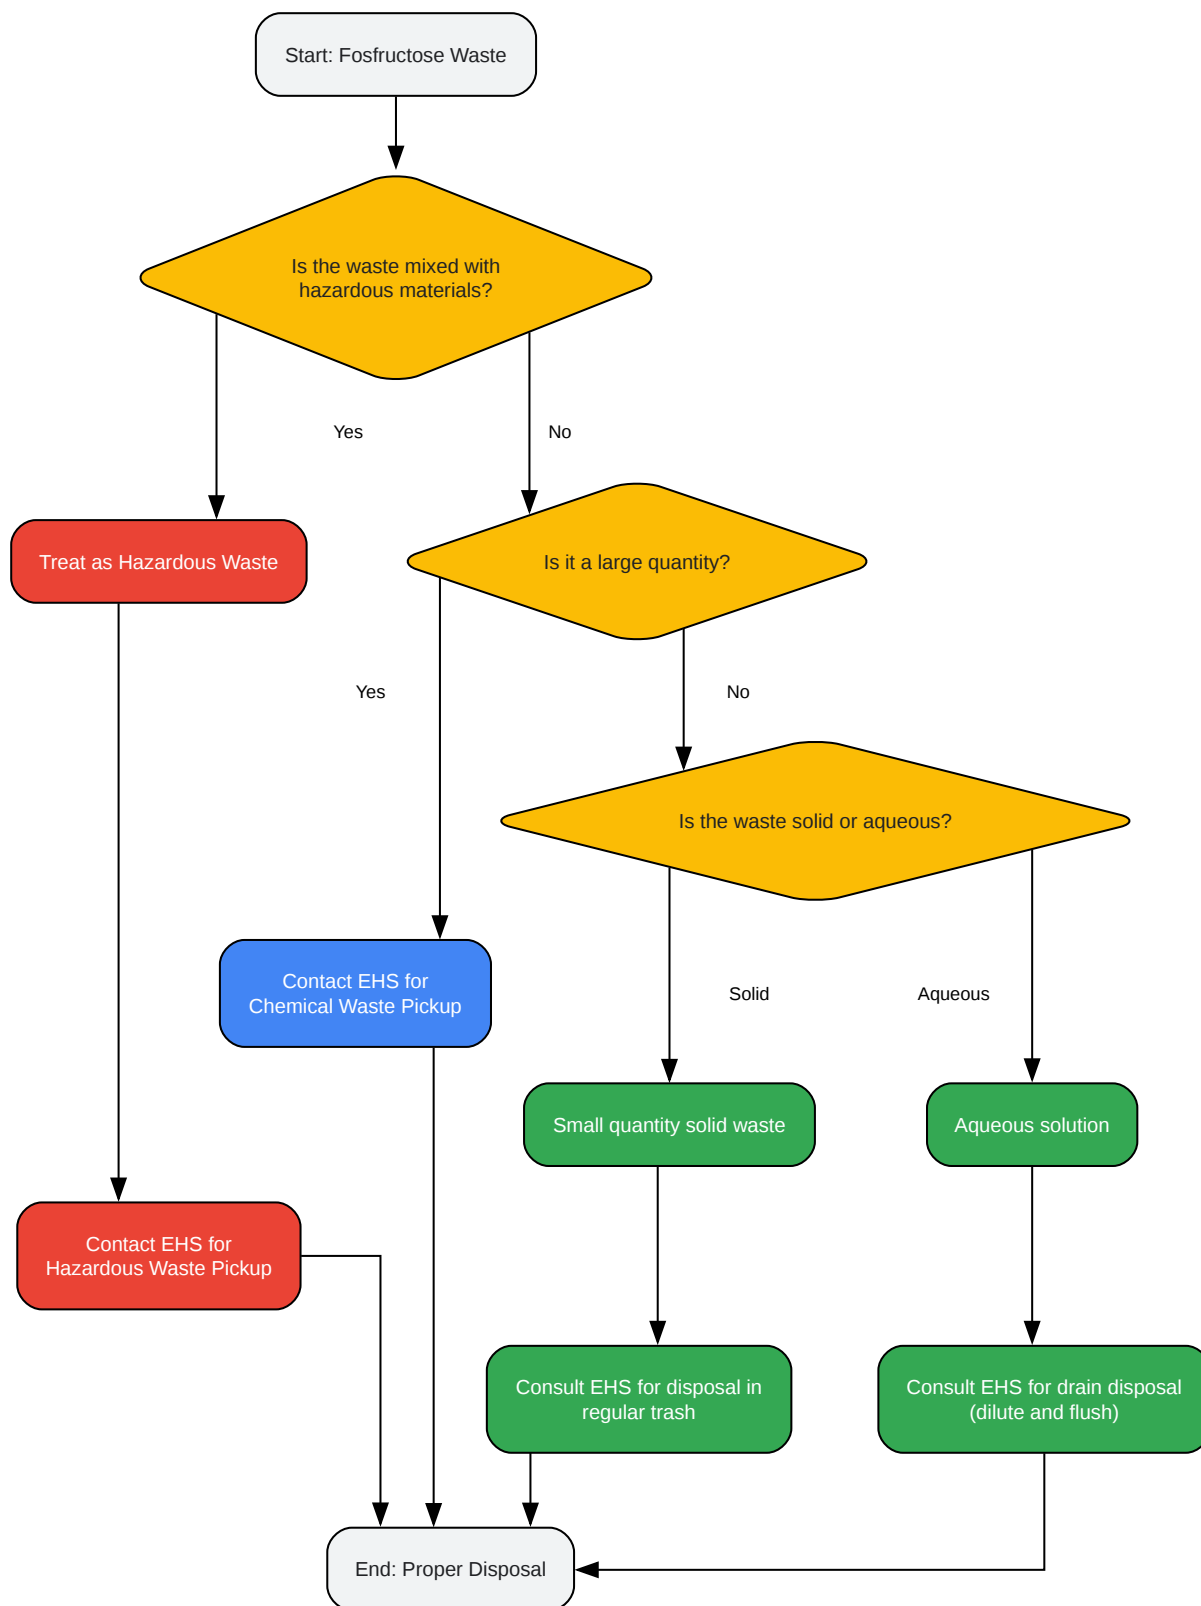 Start: Fosfructose Waste
Is the waste mixed with
hazardous materials?
Yes
No
Treat as Hazardous Waste
Is it a large quantity?
Yes
No
Is the waste solid or aqueous?
Contact EHS for
Chemical Waste Pickup
Solid
Aqueous
Small quantity solid waste
Aqueous solution
Contact EHS for
Hazardous Waste Pickup
Consult EHS for disposal in
regular trash
Consult EHS for drain disposal
(dilute and flush)
End: Proper Disposal